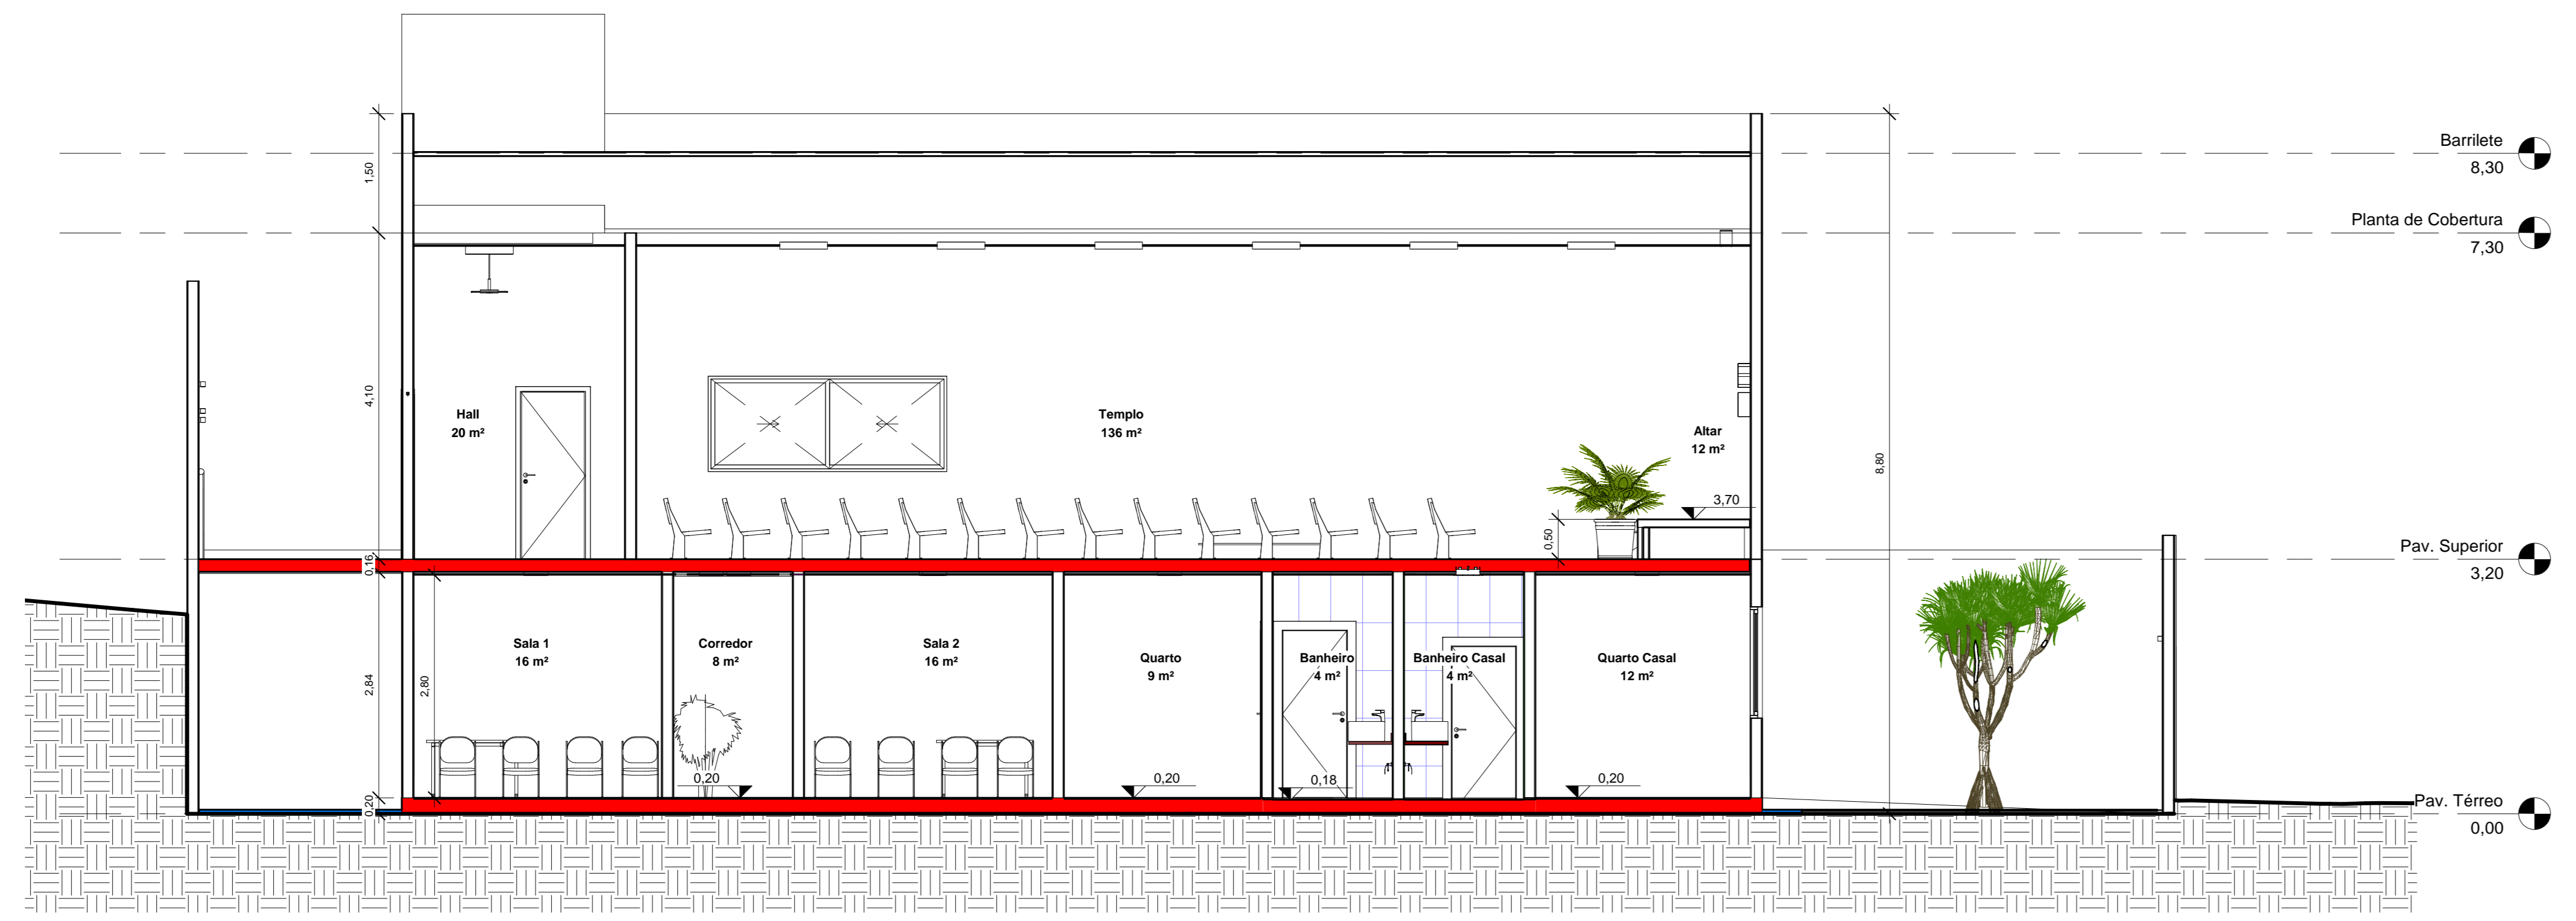 Barrilete
8,30
1,50
Planta de Cobertura
7,30
4,10
Hall
20 m²
Templo
136 m²
Altar
12 m²
8,80
3,70
0,50
Pav. Superior
3,20
0,16
Sala 1
16 m²
Corredor
8 m²
Sala 2
16 m²
Quarto
9 m²
Banheiro
4 m²
Banheiro Casal
4 m²
Quarto Casal
12 m²
2,84
2,80
0,20
0,20
0,18
0,20
0,20
Pav. Térreo
0,00